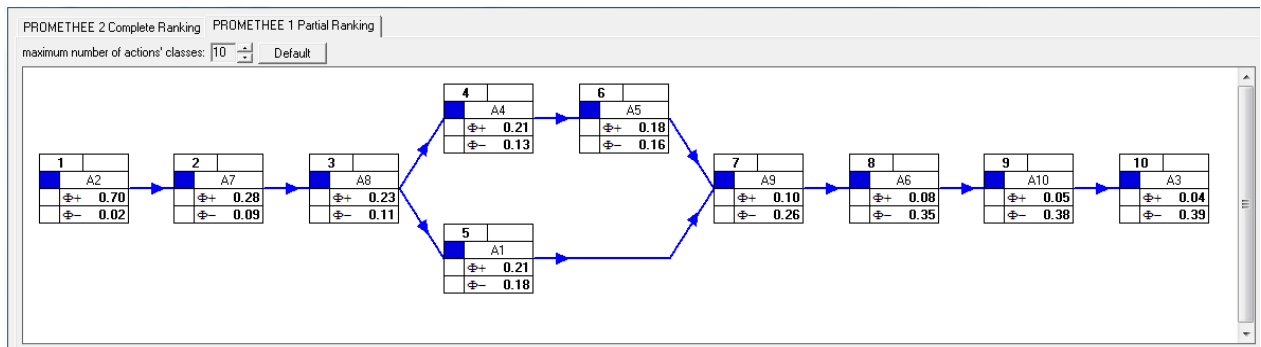 PROMETHEE 2 Complete Ranking PROMETHEE 1 Partial Ranking
maximum number of actions' classes: 10 Default
4
A4
Φ+ 0.21
Φ− 0.13
6
A5
Φ+ 0.18
Φ− 0.16
1
A2
Φ+ 0.70
Φ− 0.02
2
A7
Φ+ 0.28
Φ− 0.09
3
A8
Φ+ 0.23
Φ− 0.11
7
A9
Φ+ 0.10
Φ− 0.26
8
A6
Φ+ 0.08
Φ− 0.35
9
A10
Φ+ 0.05
Φ− 0.38
10
A3
Φ+ 0.04
Φ− 0.39
5
A1
Φ+ 0.21
Φ− 0.18